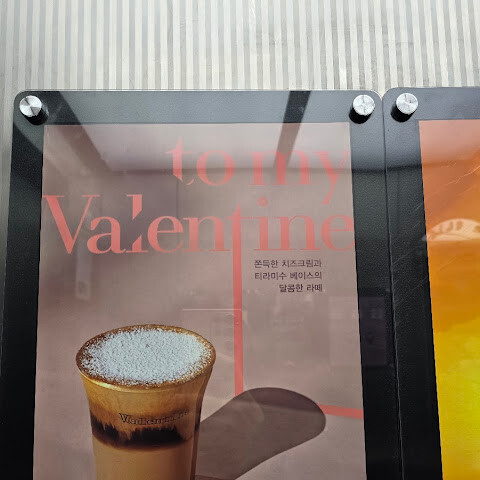 to my
Valentine
쫀득한 치즈크림과
티라미수 베이스의
달콤한 라떼